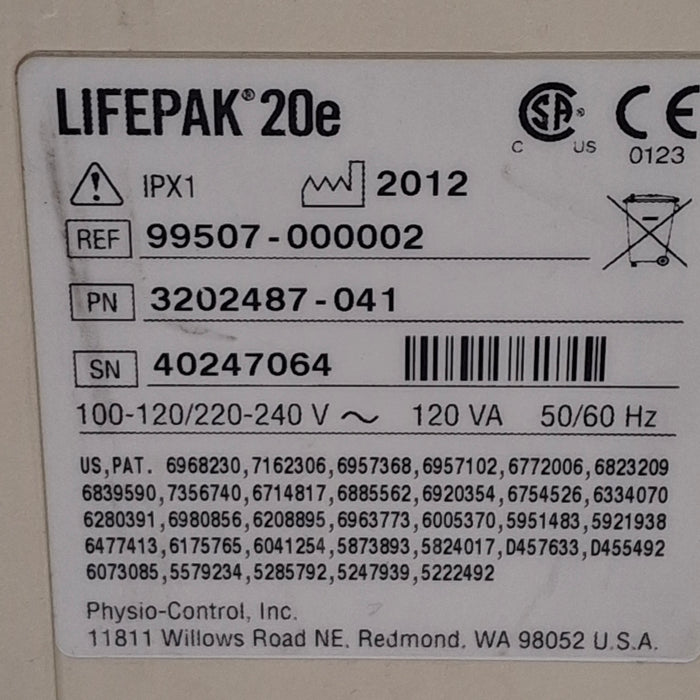 LIFEPAK® 20e
C SA ® US CE 0123
IPX1 2012
REF 99507-000002
PN 3202487-041
SN 40247064
100-120/220-240 V ~ 120 VA 50/60 Hz
US,PAT. 6968230,7162306,6957368,6957102,6772006,6823209
6839590,7356740,6714817,6885562,6920354,6754526,6334070
6280391,6980856,6208895,6963773,6005370,5951483,5921938
6477413,6175765,6041254,5873893,5824017,D457633,D455492
6073085,5579234,5285792,5247939,5222492
Physio-Control, Inc.
11811 Willows Road NE. Redmond. WA 98052 U.S.A.